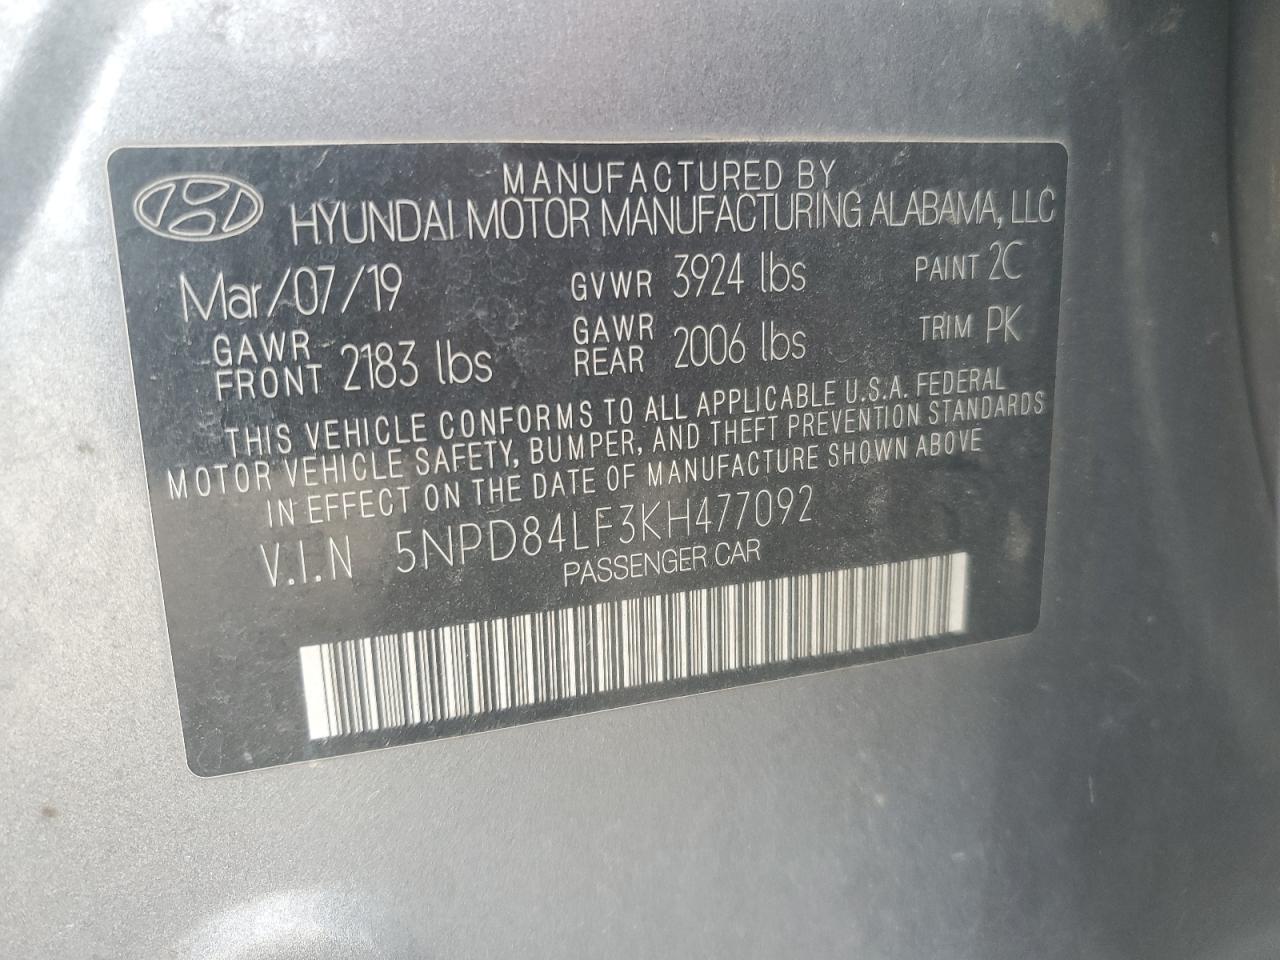 MANUFACTURED BY
HYUNDAI MOTOR MANUFACTURING ALABAMA, LLC
Mar/07/19 GVWR 3924 lbs PAINT 2C
GAWR FRONT 2183 lbs GAWR REAR 2006 lbs TRIM PK
THIS VEHICLE CONFORMS TO ALL APPLICABLE U.S.A. FEDERAL
MOTOR VEHICLE SAFETY, BUMPER, AND THEFT PREVENTION STANDARDS
IN EFFECT ON THE DATE OF MANUFACTURE SHOWN ABOVE
V.I.N 5NPD84LF3KH477092
PASSENGER CAR